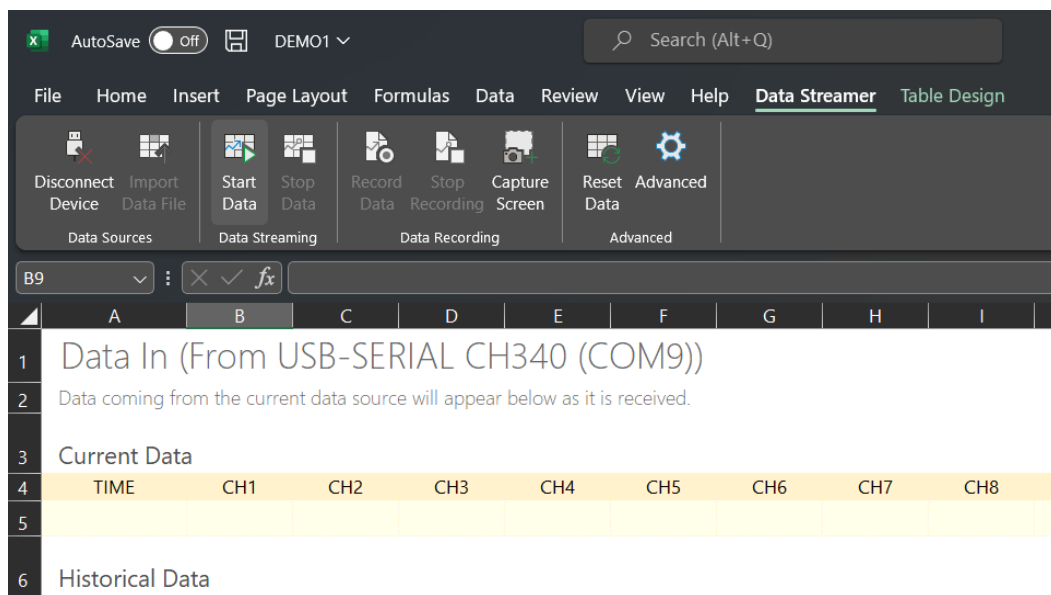 AutoSave Off DEMO1 Search (Alt+Q)
File Home Insert Page Layout Formulas Data Review View Help Data Streamer Table Design
Disconnect Import Start Stop Record Stop Capture Reset Advanced
Device Data File Data Data Data Recording Screen Data
Data Sources Data Streaming Data Recording Advanced
B9 fx
A B C D E F G H I
1 Data In (From USB-SERIAL CH340 (COM9))
2 Data coming from the current data source will appear below as it is received.
3 Current Data
4 TIME CH1 CH2 CH3 CH4 CH5 CH6 CH7 CH8
5
6 Historical Data